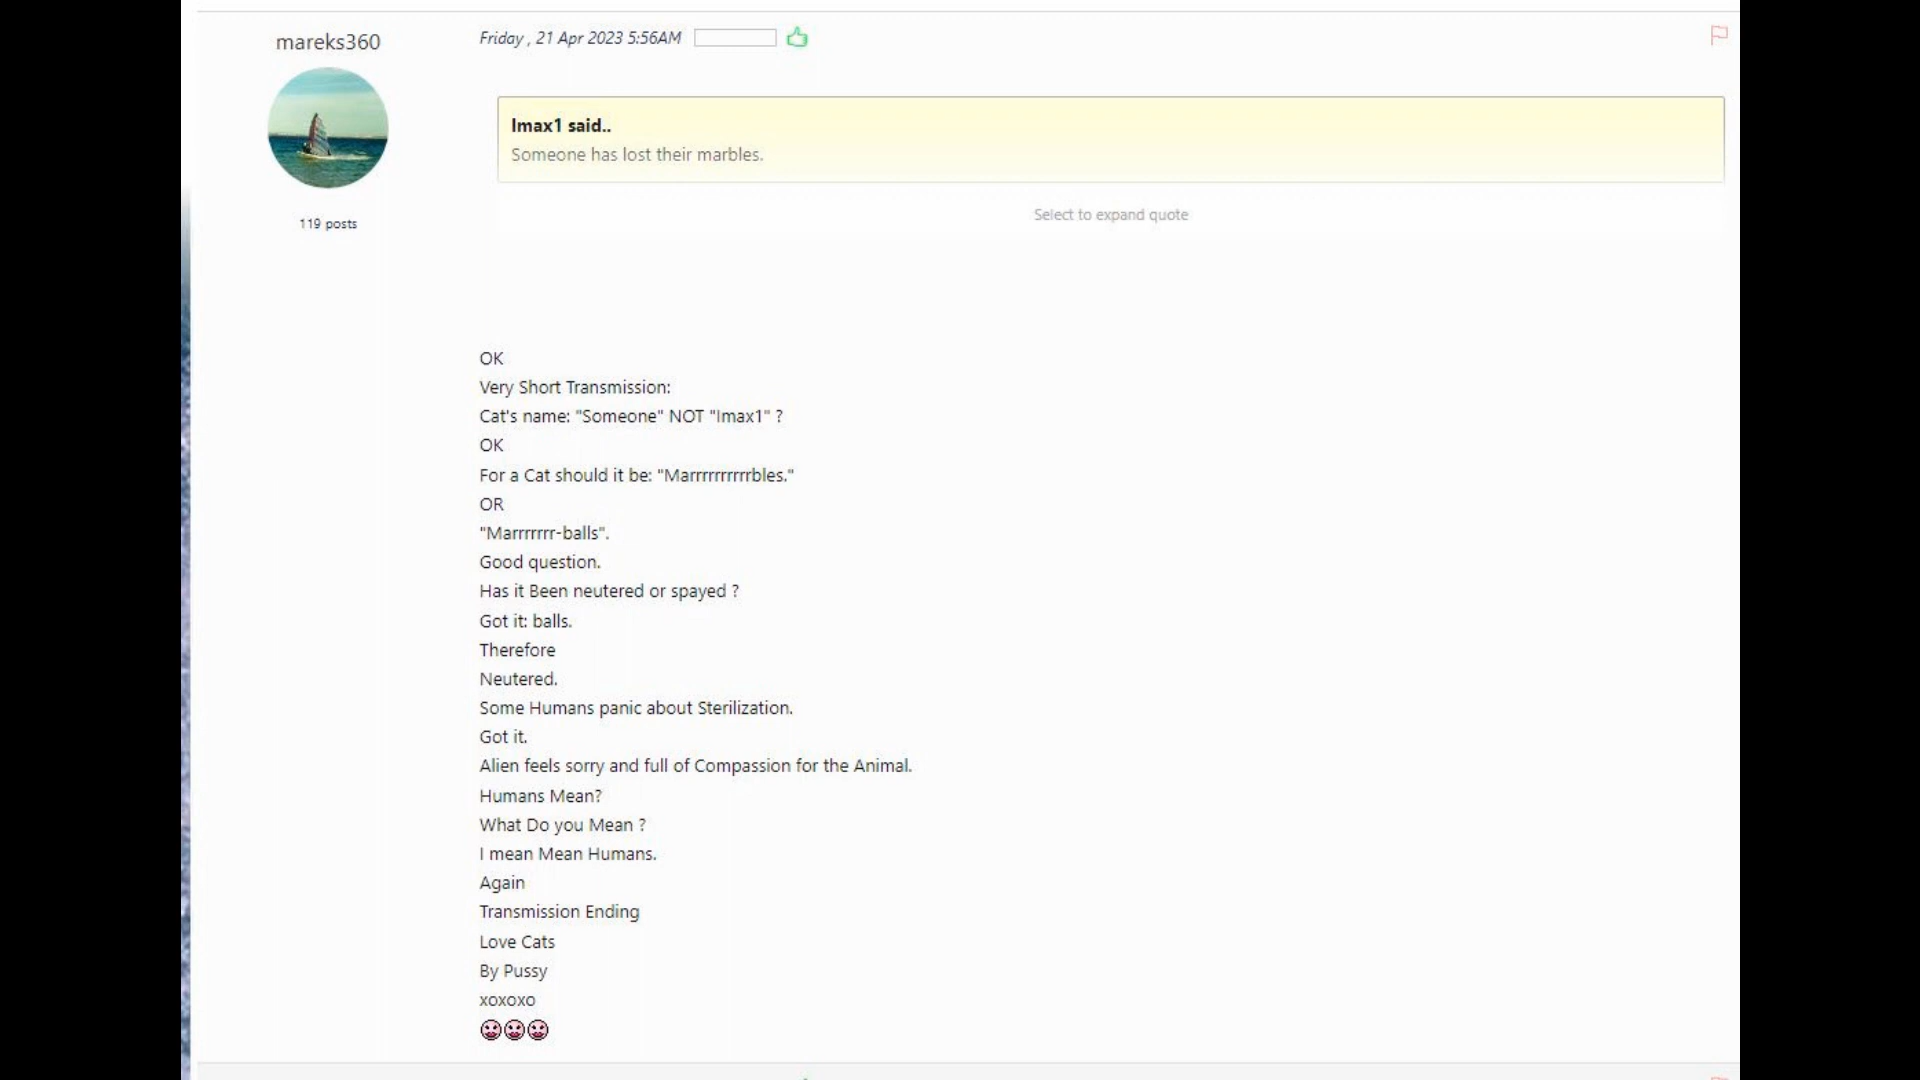 mareks360
119 posts
Friday , 21 Apr 2023 5:56AM
Imax1 said..
Someone has lost their marbles.
Select to expand quote
OK
Very Short Transmission:
Cat's name: "Someone" NOT "Imax1" ?
OK
For a Cat should it be: "Marrrrrrrrrbles."
OR
"Marrrrrrr-balls".
Good question.
Has it Been neutered or spayed ?
Got it: balls.
Therefore
Neutered.
Some Humans panic about Sterilization.
Got it.
Alien feels sorry and full of Compassion for the Animal.
Humans Mean?
What Do you Mean ?
I mean Mean Humans.
Again
Transmission Ending
Love Cats
By Pussy
xoxoxo